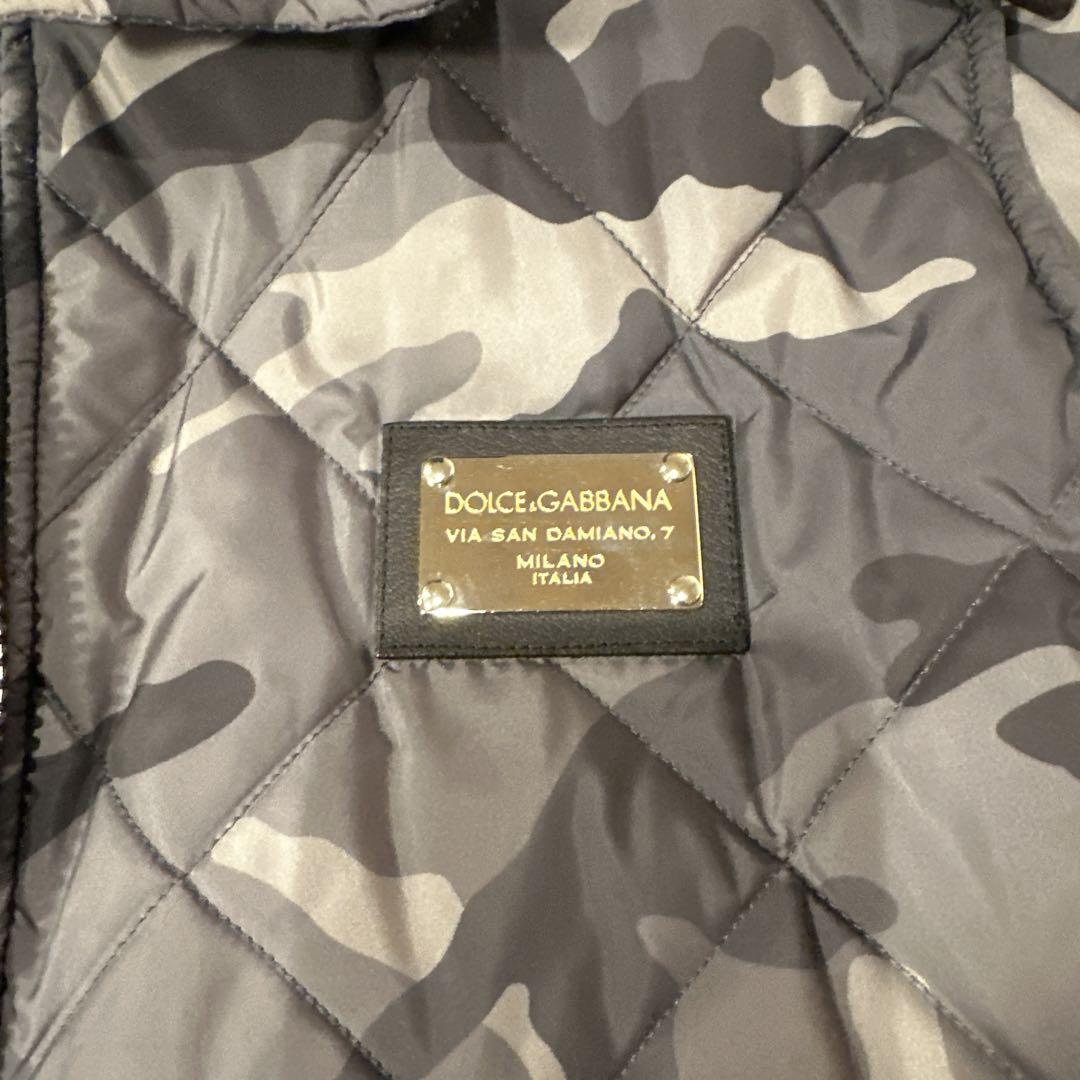 DOLCE&GABBANA
VIA SAN DAMIANO, 7
MILANO
ITALIA